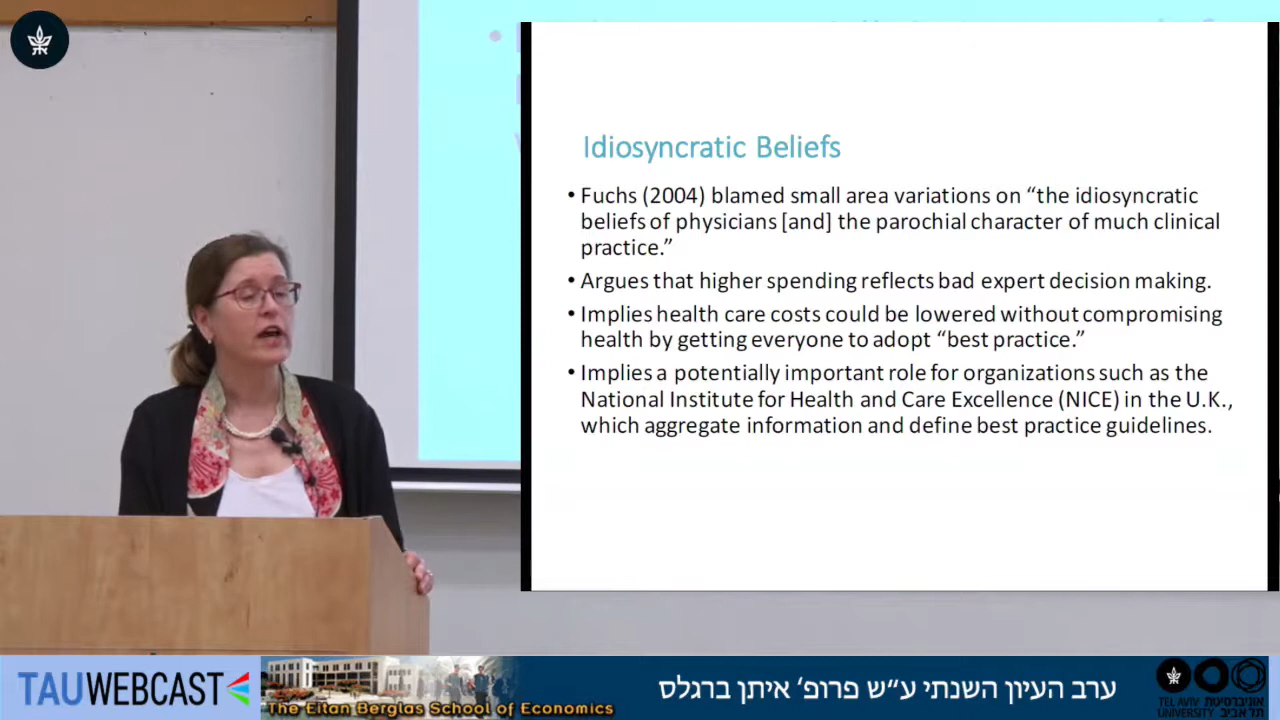 Idiosyncratic Beliefs
• Fuchs (2004) blamed small area variations on “the idiosyncratic
beliefs of physicians [and] the parochial character of much clinical
practice.”
• Argues that higher spending reflects bad expert decision making.
• Implies health care costs could be lowered without compromising
health by getting everyone to adopt “best practice.”
• Implies a potentially important role for organizations such as the
National Institute for Health and Care Excellence (NICE) in the U.K.,
which aggregate information and define best practice guidelines.
TAUWEBCAST
The Eitan Berglas School of Economics
ערב העיון השנתי ע״ש פרופ׳ איתן ברגלס
TEL AVIV אוניברסיטת
UNIVERSITY תל אביב